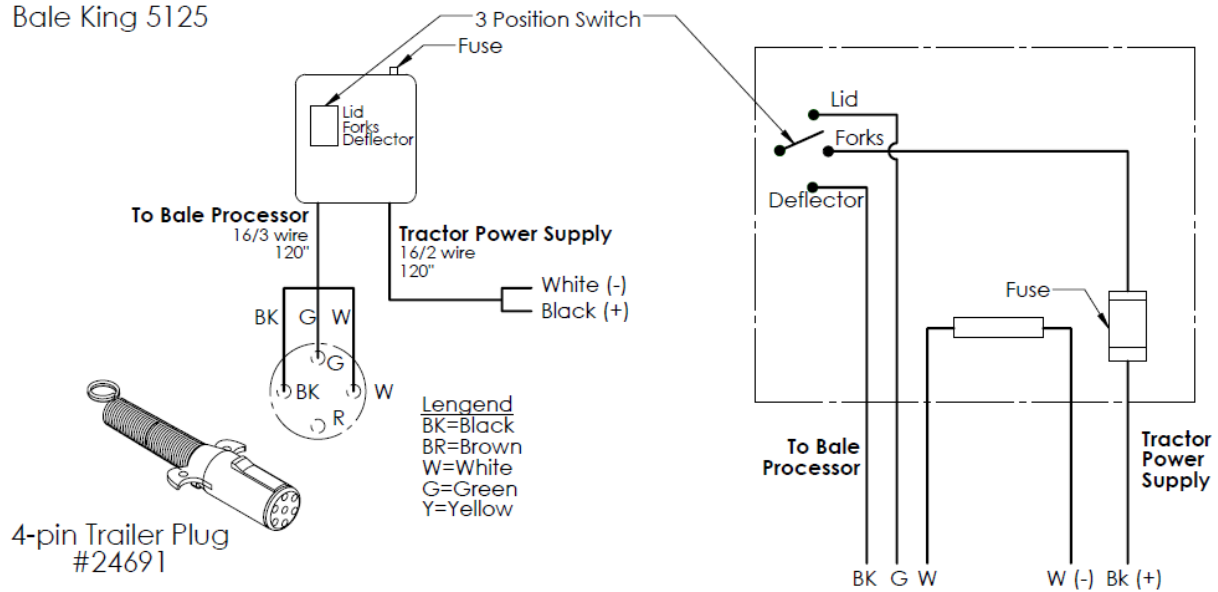 Bale King 5125
3 Position Switch
Fuse
Lid
Forks
Deflector
To Bale Processor
16/3 wire
120"
Tractor Power Supply
16/2 wire
120"
White (-)
Black (+)
BK G W
G
BK W
R
Lengend
BK=Black
BR=Brown
W=White
G=Green
Y=Yellow
4-pin Trailer Plug
#24691
Lid
Forks
Deflector
Fuse
To Bale
Processor
Tractor
Power
Supply
BK G W W (-) Bk (+)